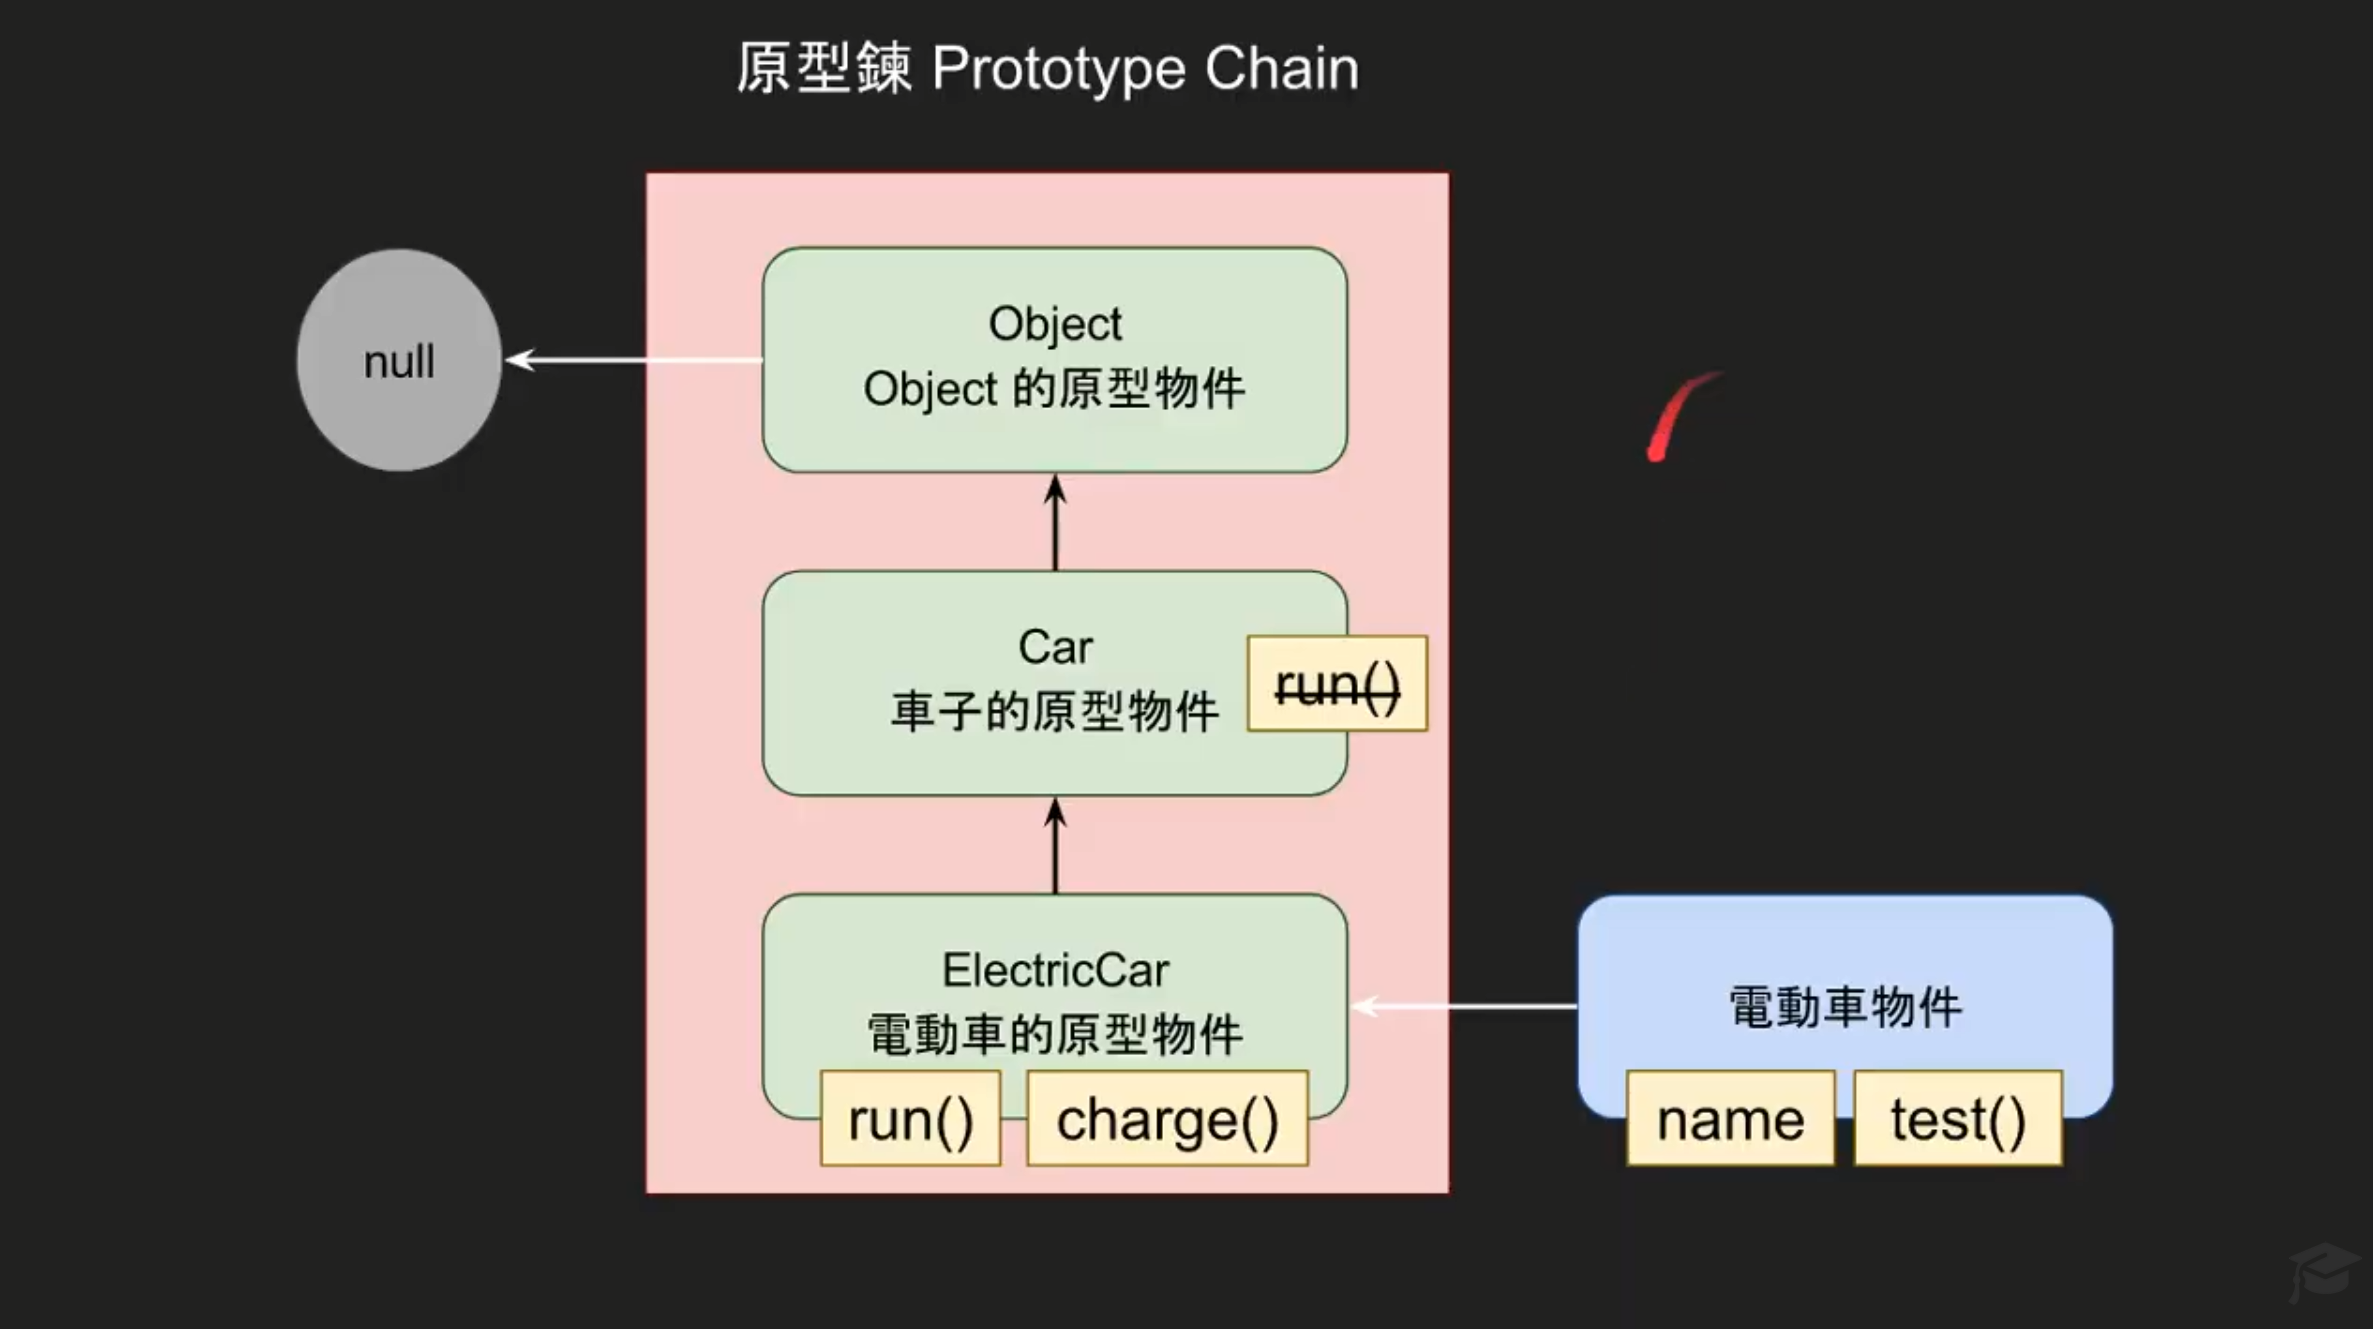 原型鍊 Prototype Chain
null
Object
Object 的原型物件
Car
車子的原型物件
run()
ElectricCar
電動車的原型物件
run()
charge()
電動車物件
name
test()